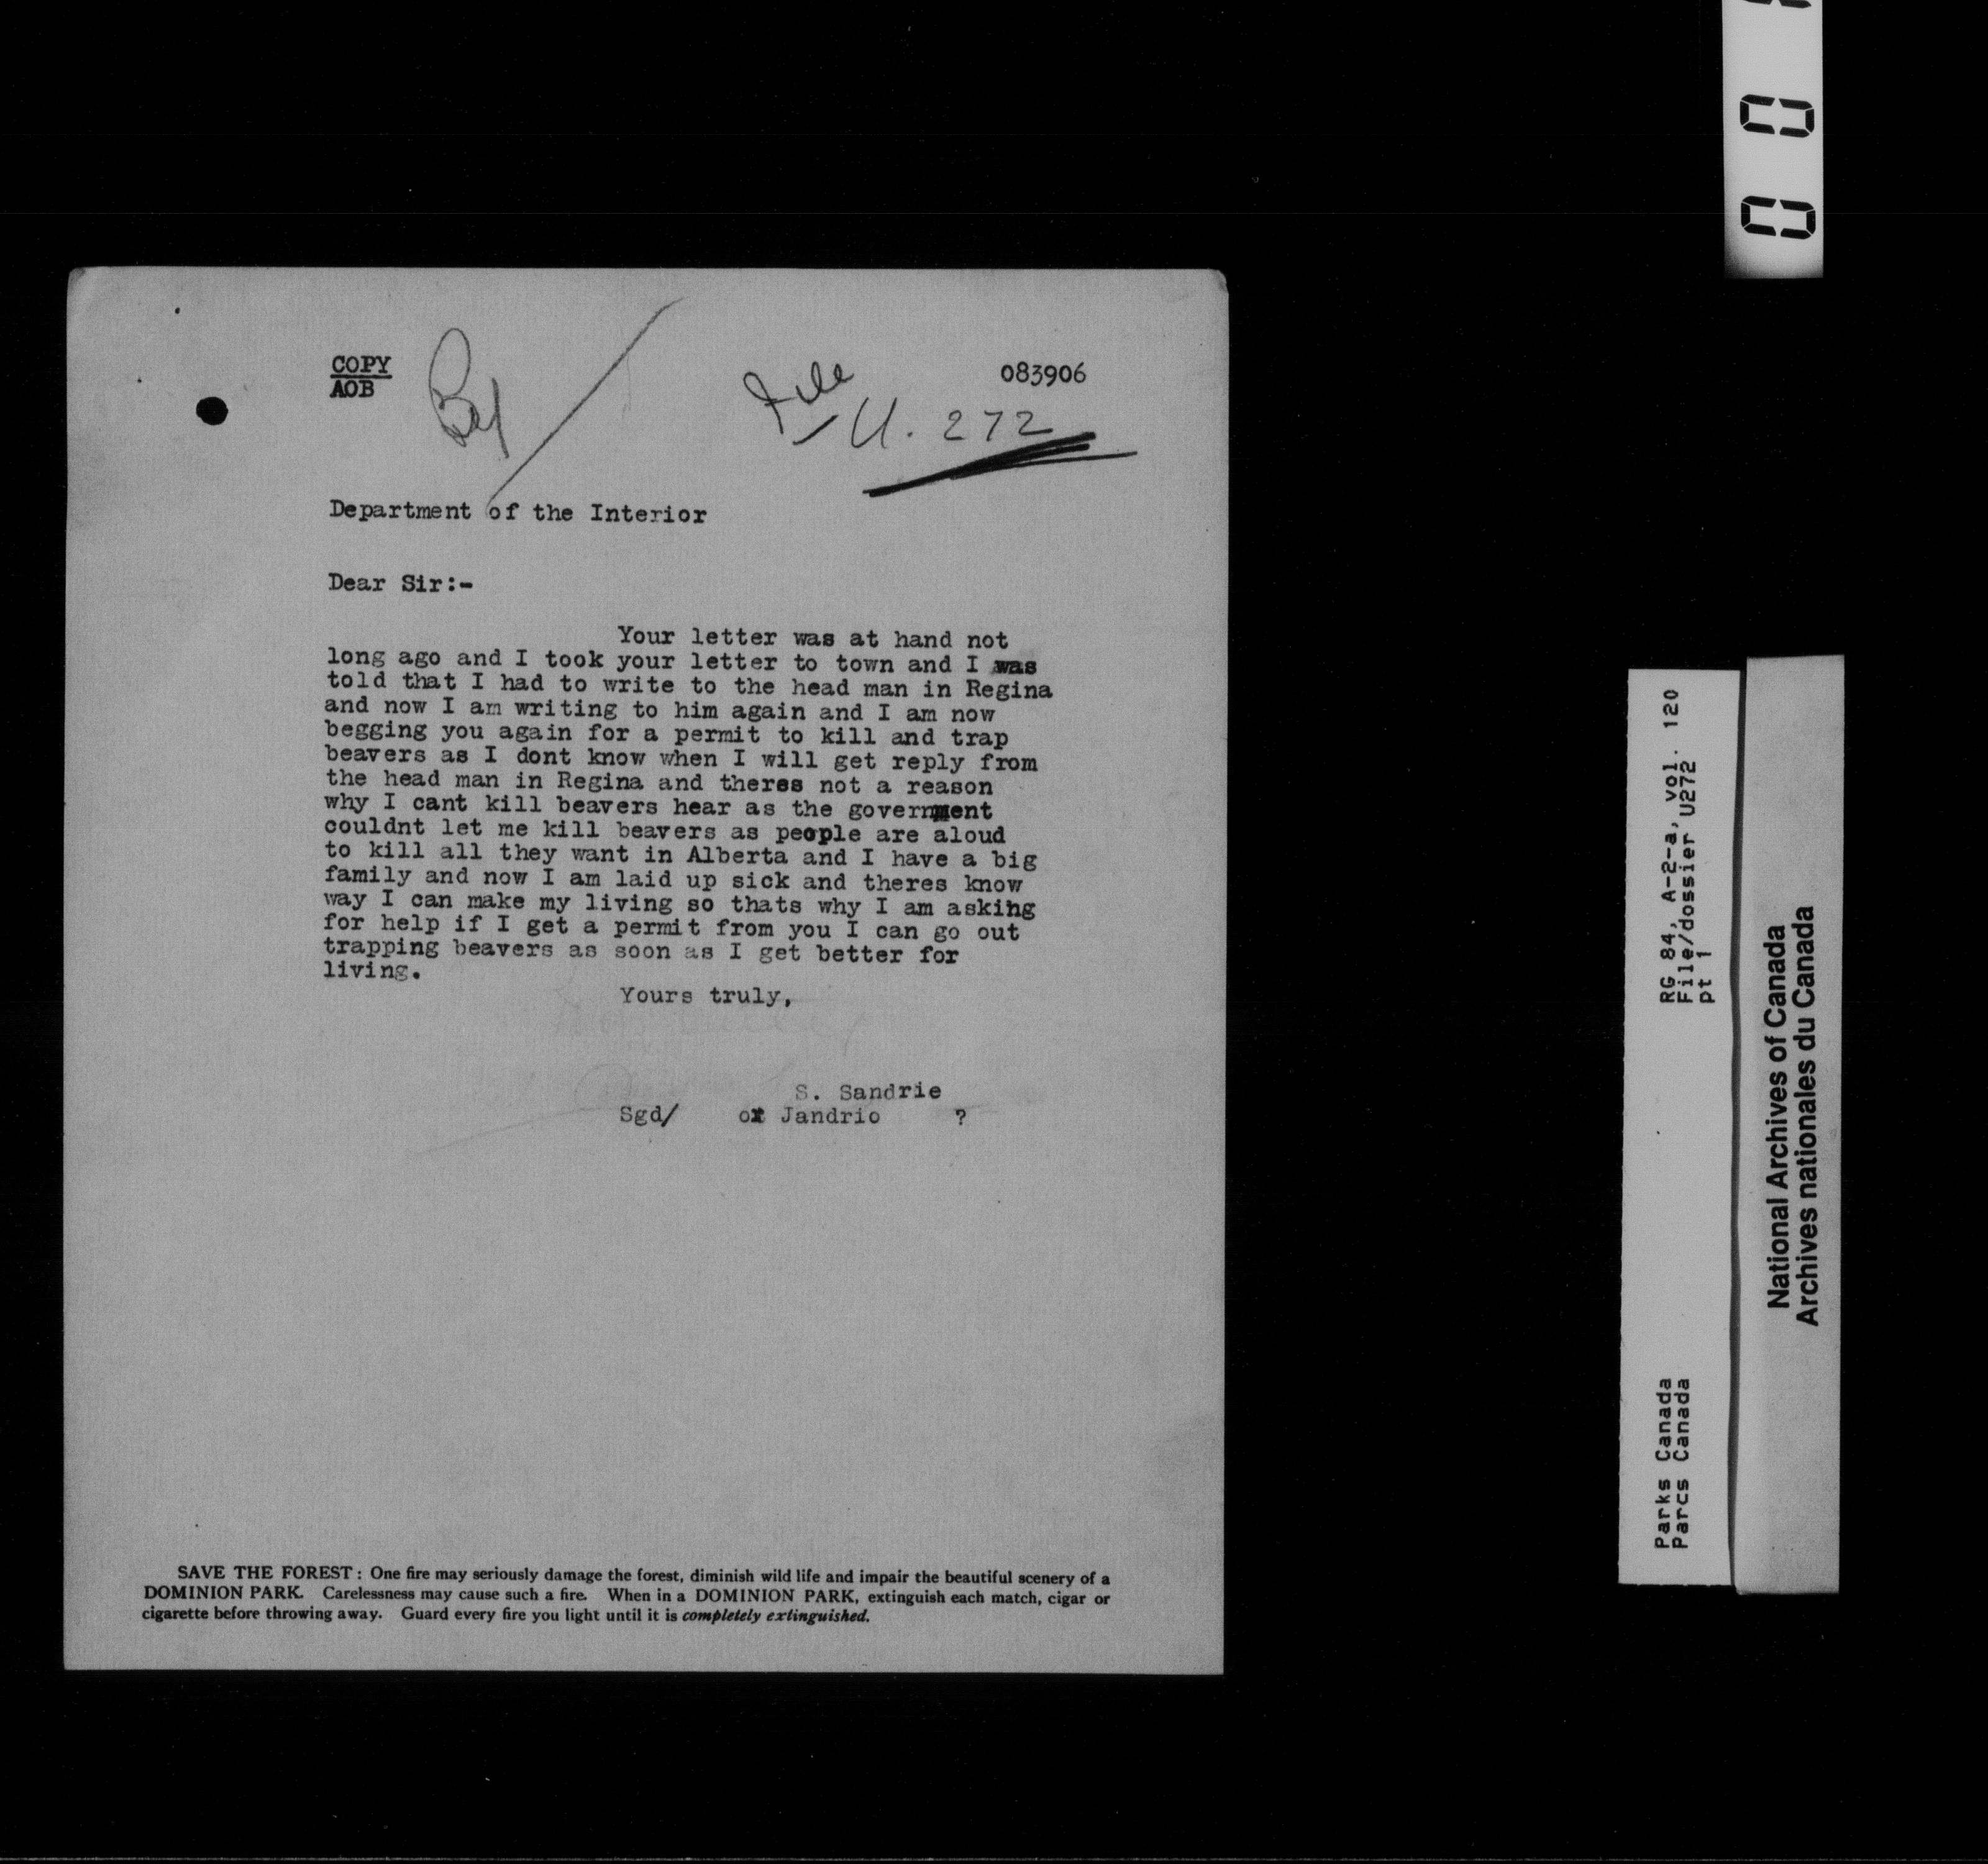 COPY
AOB
083906
File
U. 272
Department of the Interior
Dear Sir:-
Your letter was at hand not
long ago and I took your letter to town and I was
told that I had to write to the head man in Regina
and now I am writing to him again and I am now
begging you again for a permit to kill and trap
beavers as I dont know when I will get reply from
the head man in Regina and theres not a reason
why I cant kill beavers hear as the government
couldnt let me kill beavers as people are aloud
to kill all they want in Alberta and I have a big
family and now I am laid up sick and theres know
way I can make my living so thats why I am asking
for help if I get a permit from you I can go out
trapping beavers as soon as I get better for
living.
Yours truly,
S. Sandrie
Sgd/ or Jandrio ?
SAVE THE FOREST: One fire may seriously damage the forest, diminish wild life and impair the beautiful scenery of a
DOMINION PARK. Carelessness may cause such a fire. When in a DOMINION PARK, extinguish each match, cigar or
cigarette before throwing away. Guard every fire you light until it is completely extinguished.
Parks Canada
Parcs Canada
RG 84, A-2-a, vol. 120
File/dossier U272
pt 1
National Archives of Canada
Archives nationales du Canada
0 0